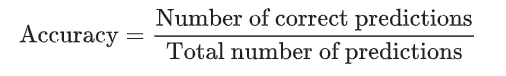 Accuracy = Number of correct predictions
Total number of predictions